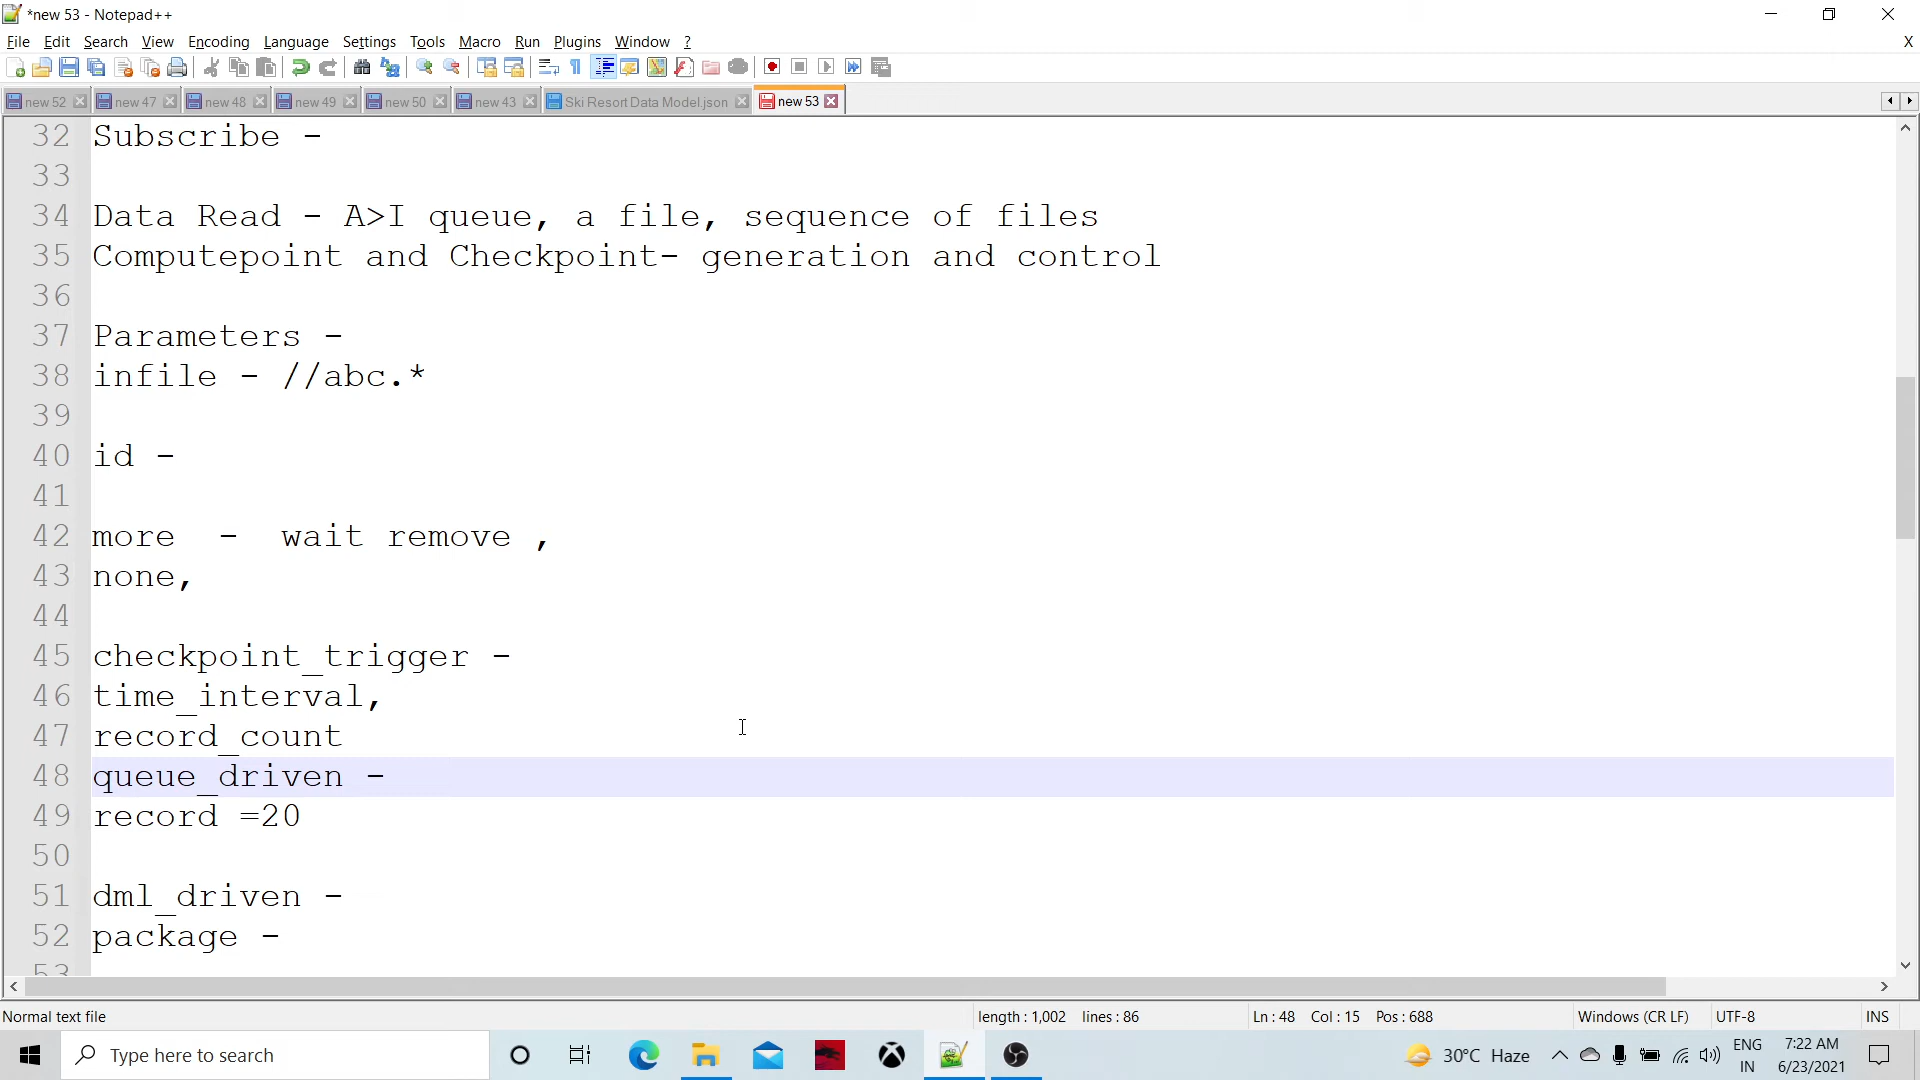 *new 53 - Notepad++
File Edit Search View Encoding Language Settings Tools Macro Run Plugins Window ? X
new 52 new 47 new 48 new 49 new 50 new 43 Ski Resort Data Model.json new 53
32 Subscribe -
33
34 Data Read - A>I queue, a file, sequence of files
35 Computepoint and Checkpoint- generation and control
36
37 Parameters -
38 infile - //abc.*
39
40 id -
41
42 more - wait remove ,
43 none,
44
45 checkpoint_trigger -
46 time_interval,
47 record_count
48 queue_driven -
49 record =20
50
51 dml_driven -
52 package -
53
Normal text file length : 1,002 lines : 86 Ln : 48 Col : 15 Pos : 688 Windows (CR LF) UTF-8 INS
Type here to search 30°C Haze ENG 7:22 AM
IN 6/23/2021